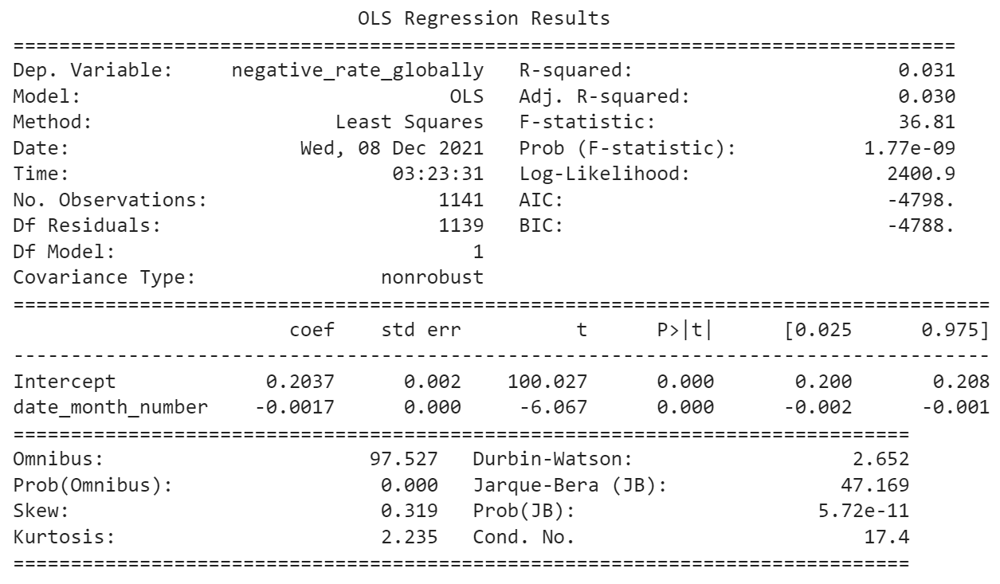 OLS Regression Results
==============================================================================
Dep. Variable: negative_rate_globally R-squared: 0.031
Model: OLS Adj. R-squared: 0.030
Method: Least Squares F-statistic: 36.81
Date: Wed, 08 Dec 2021 Prob (F-statistic): 1.77e-09
Time: 03:23:31 Log-Likelihood: 2400.9
No. Observations: 1141 AIC: -4798.
Df Residuals: 1139 BIC: -4788.
Df Model: 1
Covariance Type: nonrobust
==============================================================================
coef std err t P>|t| [0.025 0.975]
------------------------------------------------------------------------------
Intercept 0.2037 0.002 100.027 0.000 0.200 0.208
date_month_number -0.0017 0.000 -6.067 0.000 -0.002 -0.001
==============================================================================
Omnibus: 97.527 Durbin-Watson: 2.652
Prob(Omnibus): 0.000 Jarque-Bera (JB): 47.169
Skew: 0.319 Prob(JB): 5.72e-11
Kurtosis: 2.235 Cond. No. 17.4
==============================================================================